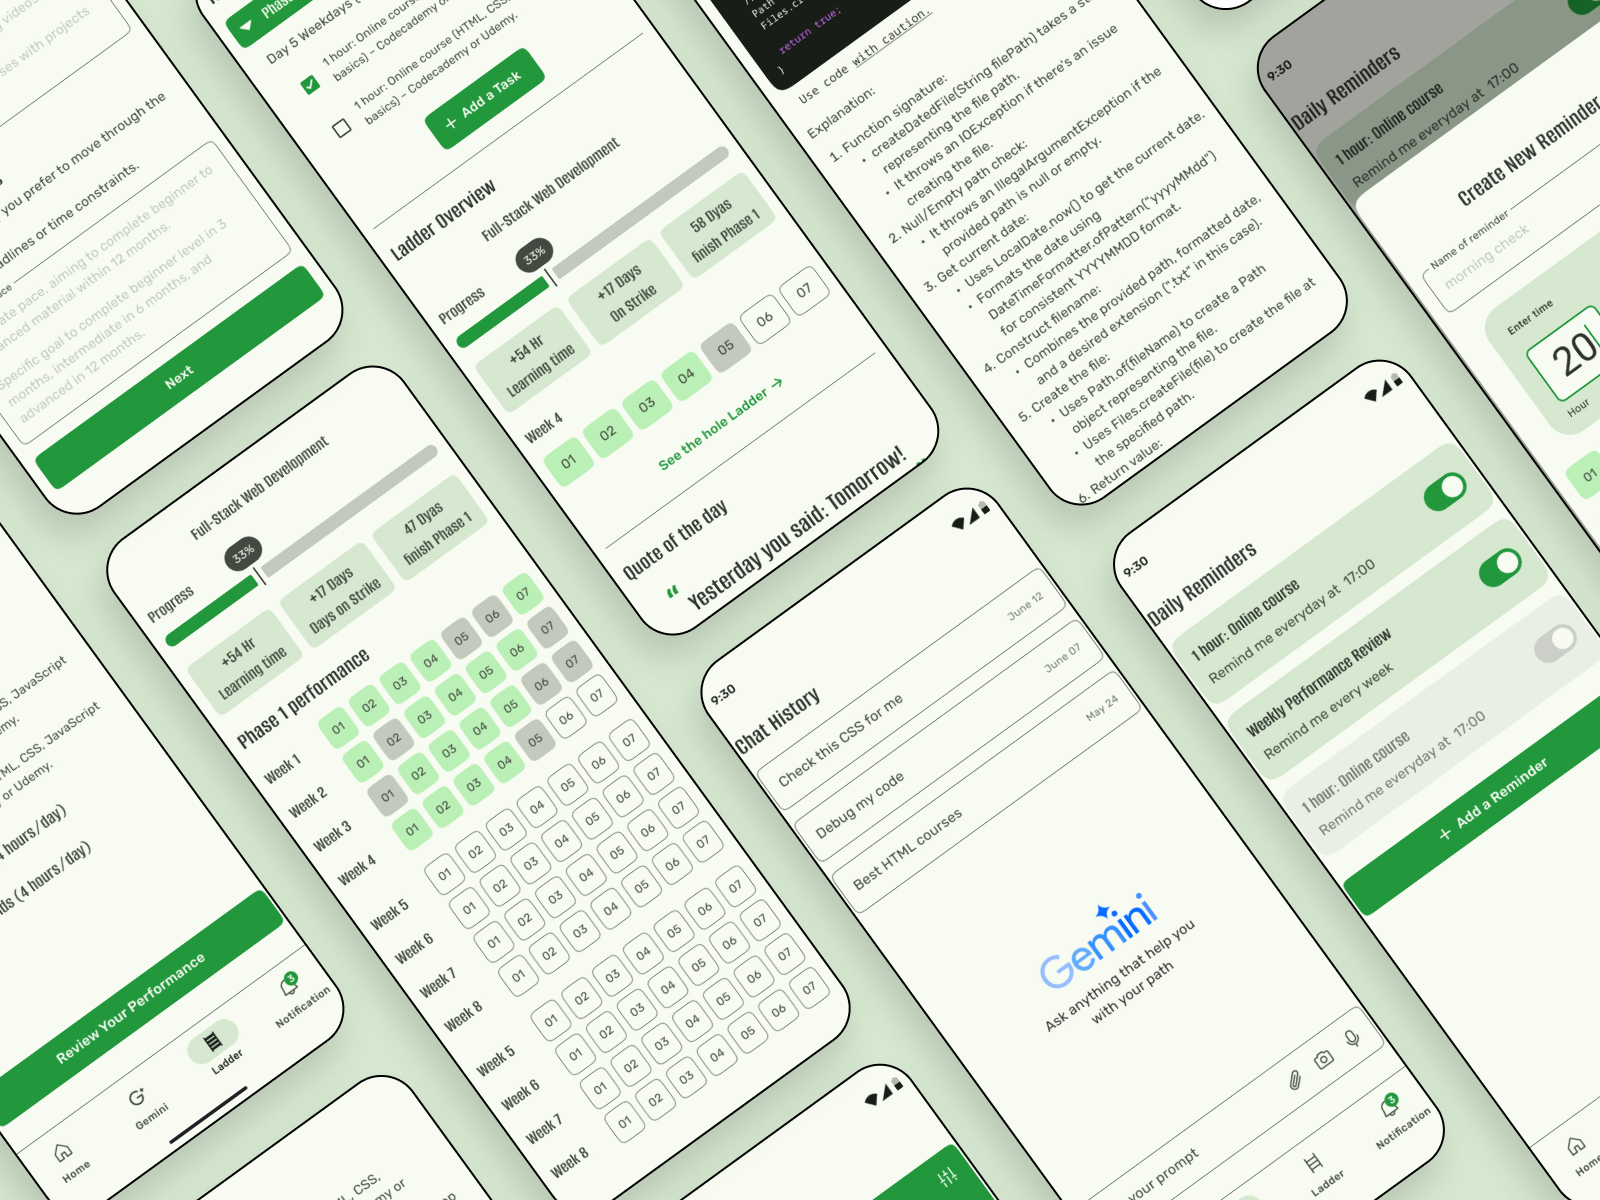 videos
ses with projects
you prefer to move through the
adlines or time constraints.
ate pace, aiming to complete beginner to
anced material within 12 months.
specific goal to complete beginner level in 3
months, intermediate in 6 months, and
advanced in 12 months.
Next
Phase
Day 5 Weekdays
1 hour: Online course
basics) – Codecademy or
1 hour: Online course (HTML, CSS,
basics) – Codecademy or Udemy.
+ Add a Task
Ladder Overview
Full-Stack Web Development
33%
Progress
+54 Hr
Learning time
+17 Days
On Strike
58 Dyas
finish Phase 1
Week 4
01 02 03 04 05 06 07
See the hole Ladder →
Quote of the day
“ Yesterday you said: Tomorrow!
Path
Files.c
return true;
}
Use code with caution.
Explanation:
1. Function signature:
• createDatedFile(String filePath) takes a
representing the file path.
• It throws an IOException if there's an issue
creating the file.
2. Null/Empty path check:
• It throws an IllegalArgumentException if the
provided path is null or empty.
3. Get current date:
• Uses LocalDate.now() to get the current date.
• Formats the date using
DateTimeFormatter.ofPattern("yyyyMMdd")
for consistent YYYYMMDD format.
4. Construct filename:
• Combines the provided path, formatted date,
and a desired extension (".txt" in this case).
5. Create the file:
• Uses Path.of(fileName) to create a Path
object representing the file.
• Uses Files.createFile(file) to create the file at
the specified path.
6. Return value:
9:30
Daily Reminders
1 hour: Online course
Remind me everyday at 17:00
Create New Reminder
Name of reminder
morning check
Enter time
20
Hour
01
S, JavaScript
emy.
TML, CSS, JavaScript
y or Udemy.
4 hours/day)
ds (4 hours/day)
Review Your Performance
Home
Gemini
Ladder
3
Notification
Full-Stack Web Development
33%
Progress
+54 Hr
Learning time
+17 Days
Days on Strike
47 Dyas
finish Phase 1
Phase 1 performance
Week 1 01 02 03 04 05 06 07
Week 2 01 02 03 04 05 06 07
Week 3 01 02 03 04 05 06 07
Week 4 01 02 03 04 05 06 07
Week 5 01 02 03 04 05 06 07
Week 6 01 02 03 04 05 06 07
Week 7 01 02 03 04 05 06 07
Week 8 01 02 03 04 05 06 07
Week 5 01 02 03 04 05 06 07
Week 6 01 02 03 04 05 06 07
Week 7 01 02 03 04 05 06 07
Week 8 01 02 03 04 05 06 07
9:30
Chat History
June 12
Check this CSS for me
June 07
Debug my code
May 24
Best HTML courses
Gemini
Ask anything that help you
with your path
your prompt
Ladder
3
Notification
9:30
Daily Reminders
1 hour: Online course
Remind me everyday at 17:00
Weekly Performance Review
Remind me every week
1 hour: Online course
Remind me everyday at 17:00
+ Add a Reminder
Home
CSS,
demy or